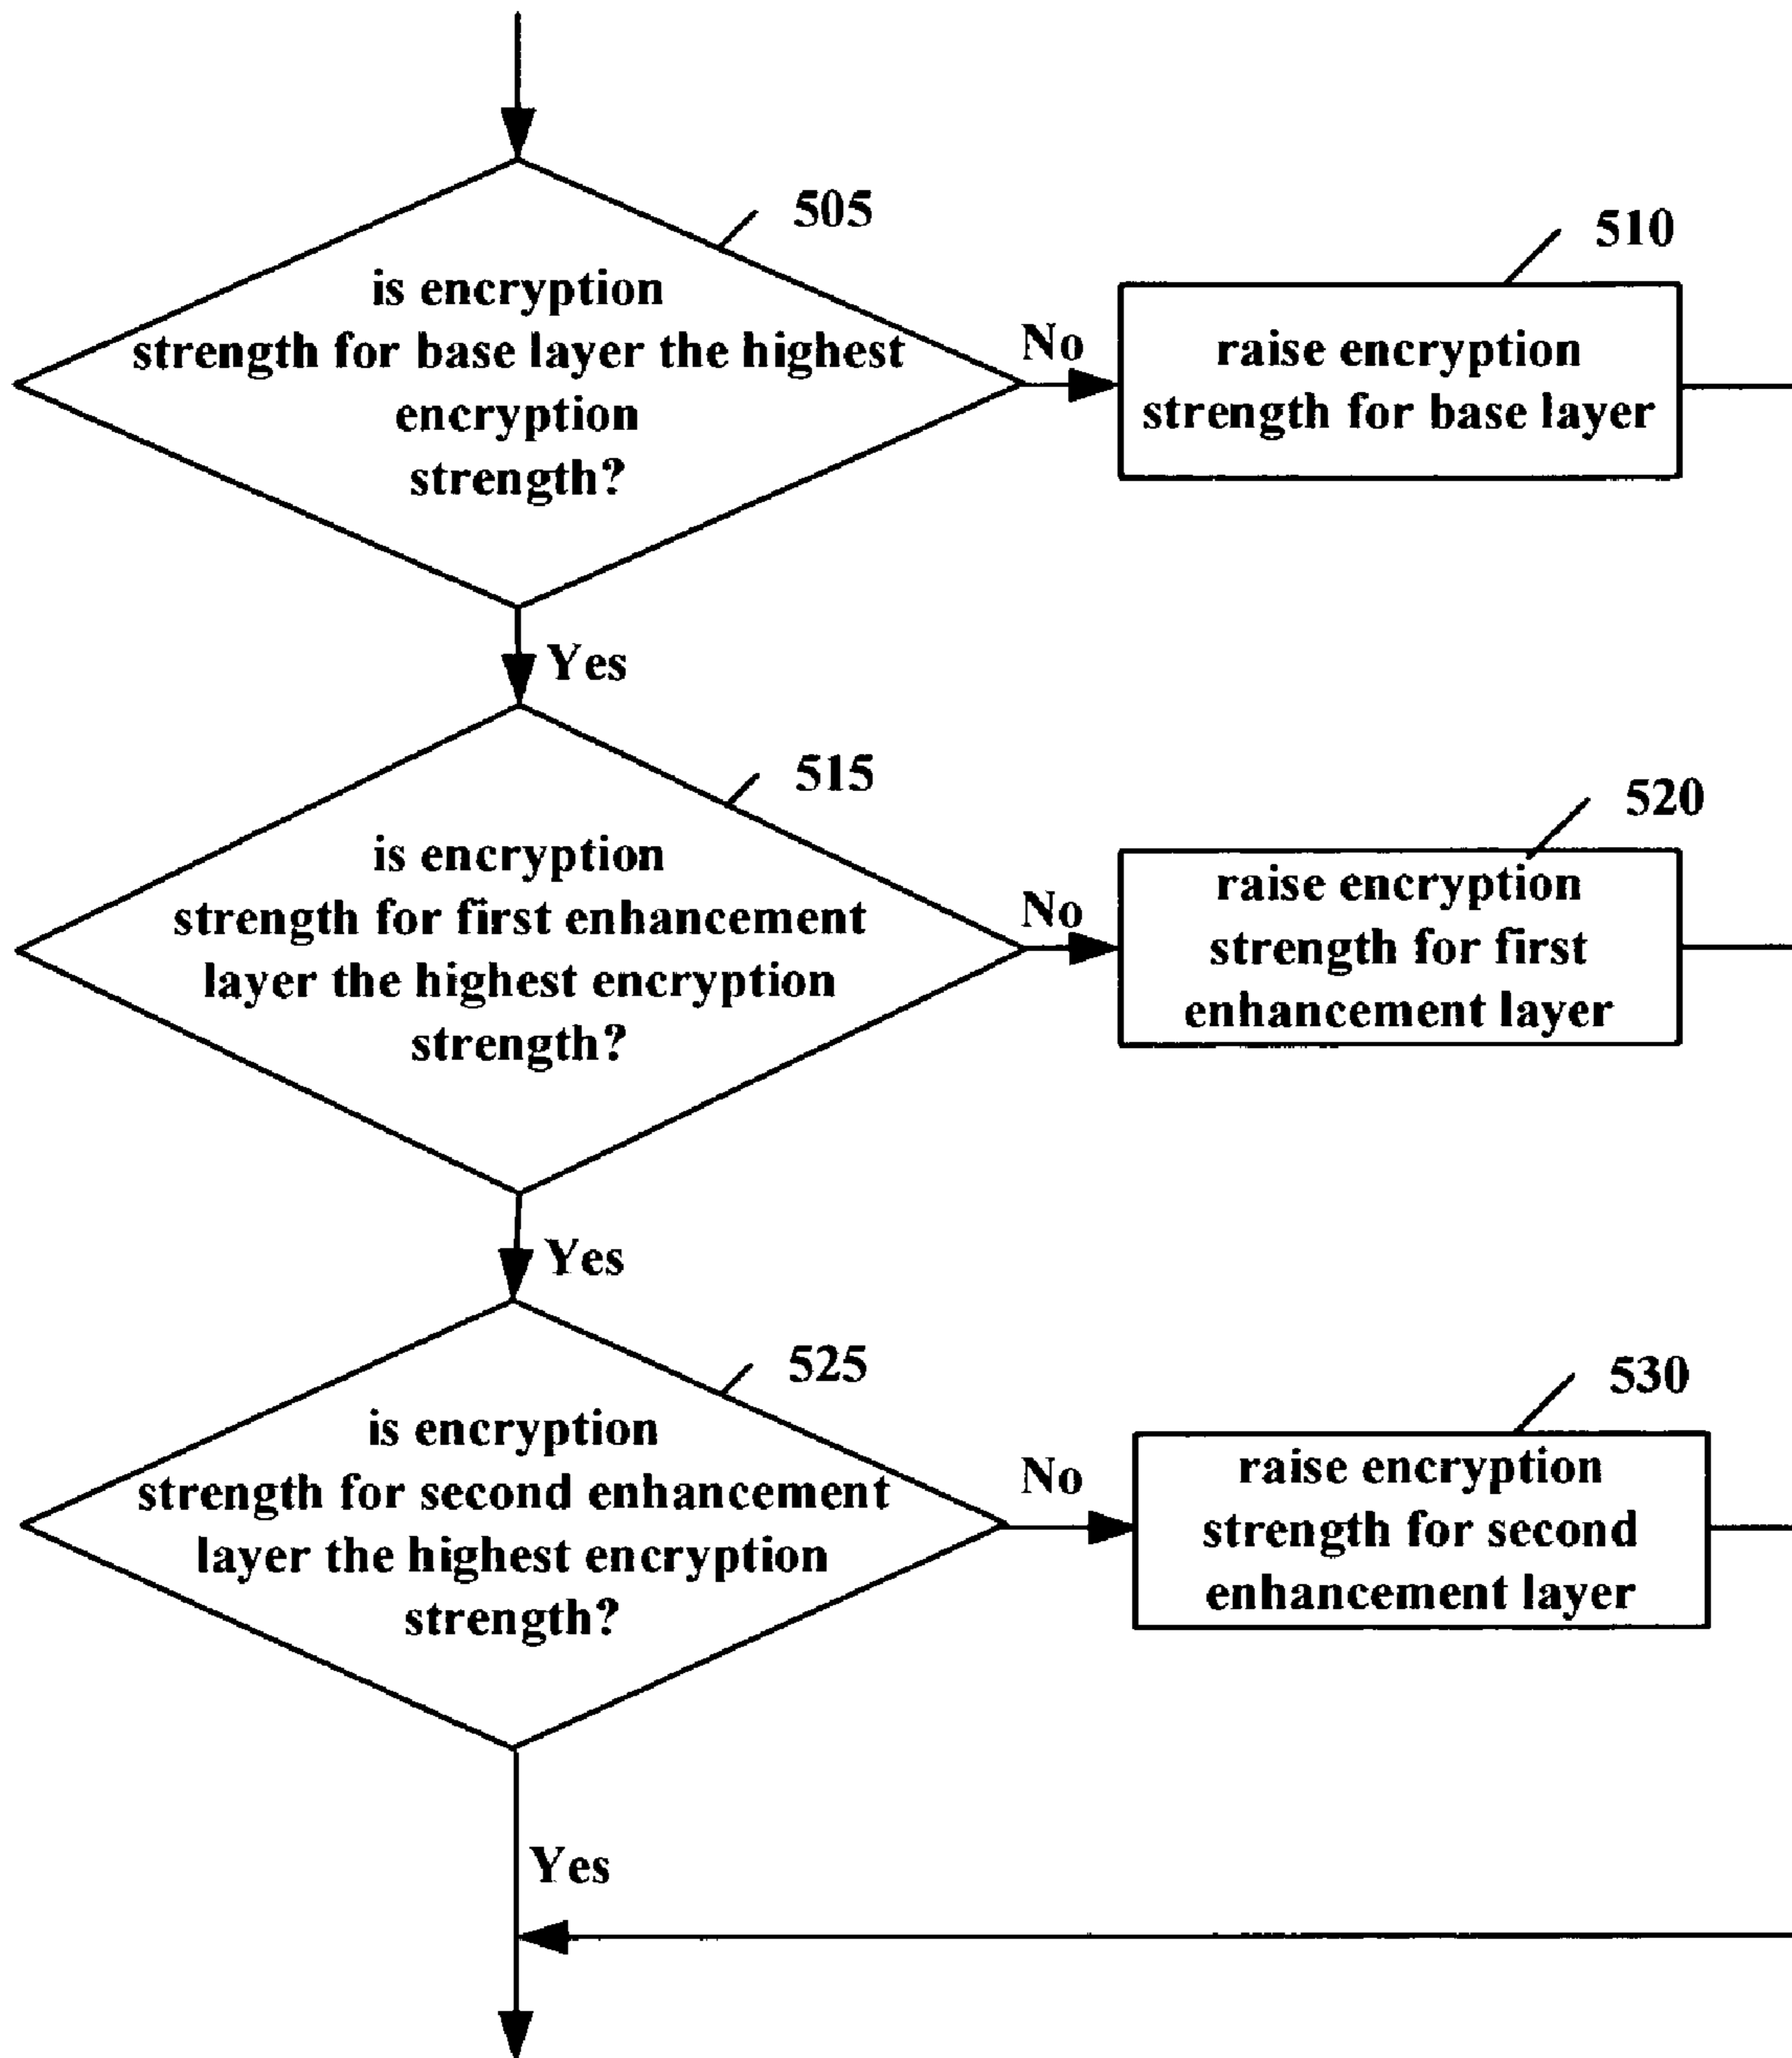 505
is encryption
strength for base layer the highest
encryption
strength?
No
510
raise encryption
strength for base layer
Yes
515
is encryption
strength for first enhancement
layer the highest encryption
strength?
No
520
raise encryption
strength for first
enhancement layer
Yes
525
is encryption
strength for second enhancement
layer the highest encryption
strength?
No
530
raise encryption
strength for second
enhancement layer
Yes